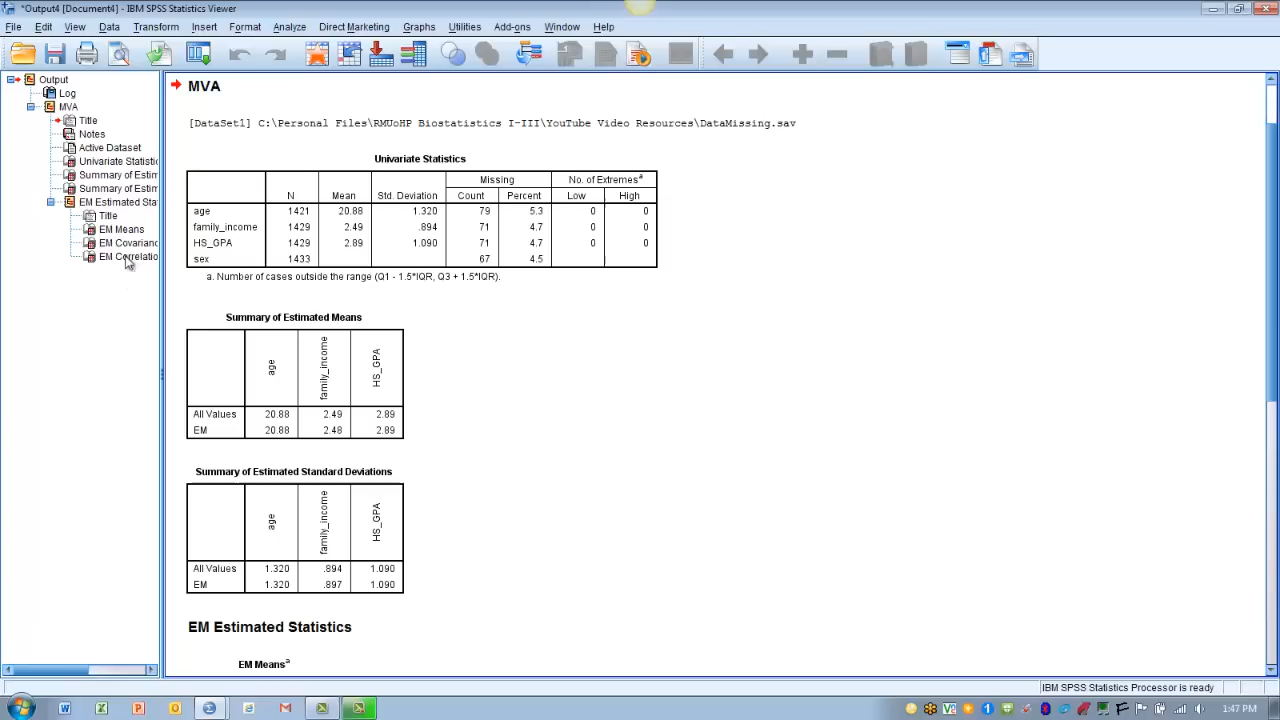 *Output4 [Document4] - IBM SPSS Statistics Viewer
File Edit View Data Transform Insert Format Analyze Direct Marketing Graphs Utilities Add-ons Window Help
Output
Log
MVA
Title
Notes
Active Dataset
Univariate Statistic
Summary of Estim
Summary of Estim
EM Estimated Sta
Title
EM Means
EM Covarianc
EM Correlatio
MVA
[DataSet1] C:\Personal Files\RMUoHP Biostatistics I-III\YouTube Video Resources\DataMissing.sav
Univariate Statistics
Missing No. of Extremesa
N Mean Std. Deviation Count Percent Low High
age 1421 20.88 1.320 79 5.3 0 0
family_income 1429 2.49 .894 71 4.7 0 0
HS_GPA 1429 2.89 1.090 71 4.7 0 0
sex 1433 67 4.5
a. Number of cases outside the range (Q1 - 1.5*IQR, Q3 + 1.5*IQR).
Summary of Estimated Means
age family_income HS_GPA
All Values 20.88 2.49 2.89
EM 20.88 2.48 2.89
Summary of Estimated Standard Deviations
age family_income HS_GPA
All Values 1.320 .894 1.090
EM 1.320 .897 1.090
EM Estimated Statistics
EM Meansa
IBM SPSS Statistics Processor is ready
1:47 PM